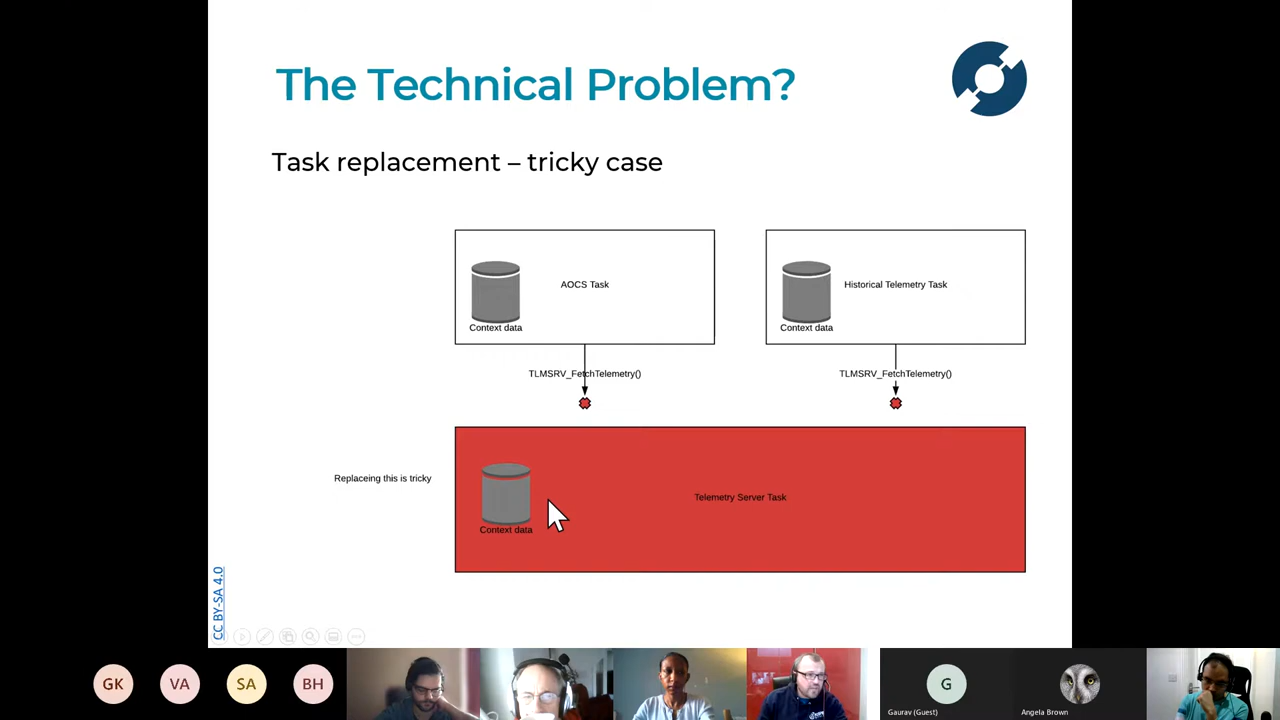 The Technical Problem?
Task replacement – tricky case
AOCS Task
Context data
Historical Telemetry Task
Context data
TLMSRV_FetchTelemetry()
TLMSRV_FetchTelemetry()
Replaceing this is tricky
Telemetry Server Task
Context data
CC BY-SA 4.0
GK
VA
SA
BH
G
Gaurav (Guest)
Angela Brown